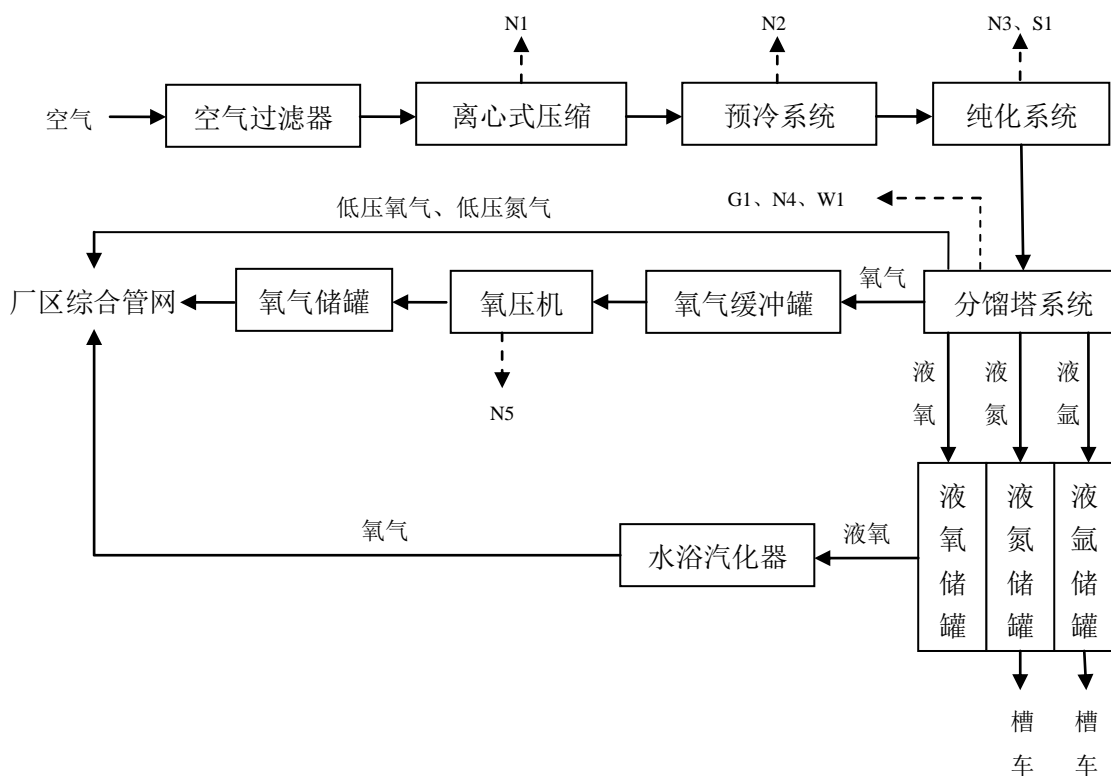 N1
N2
N3、S1
空气
空气过滤器
离心式压缩
预冷系统
纯化系统
G1、N4、W1
低压氧气、低压氮气
厂区综合管网
氧气储罐
氧压机
氧气缓冲罐
氧气
分馏塔系统
N5
液氧
液氮
液氩
液氧储罐
液氮储罐
液氩储罐
氧气
水浴汽化器
液氧
槽车
槽车